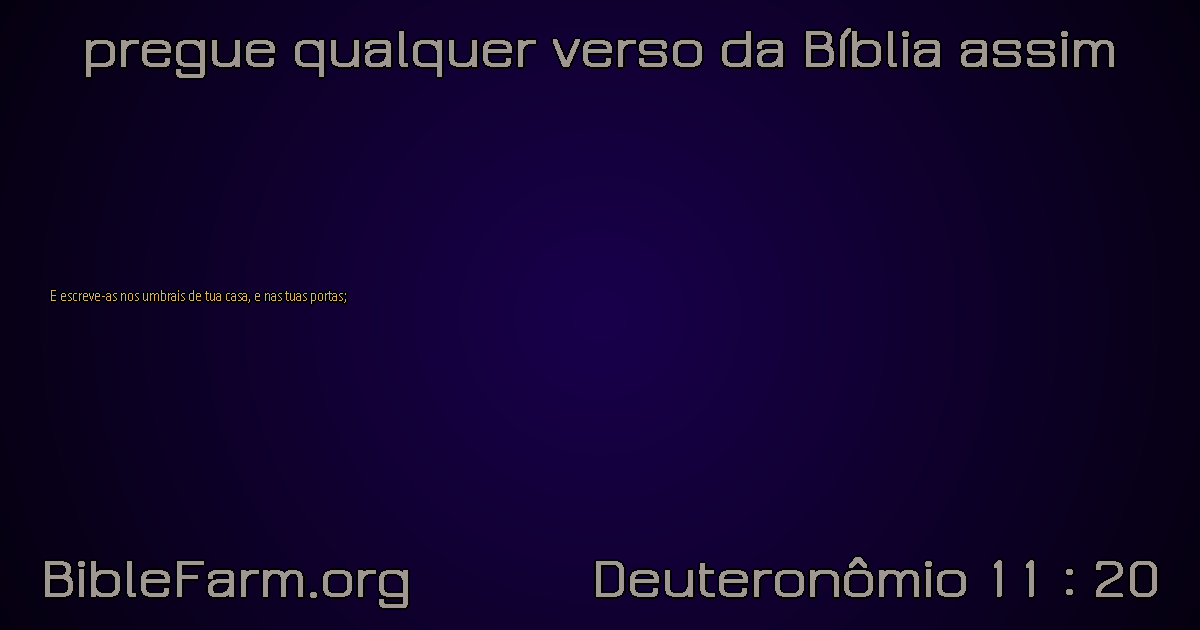 pregue qualquer verso da Bíblia assim
E escreve-as nos umbrais de tua casa, e nas tuas portas;
BibleFarm.org
Deuteronômio 11 : 20